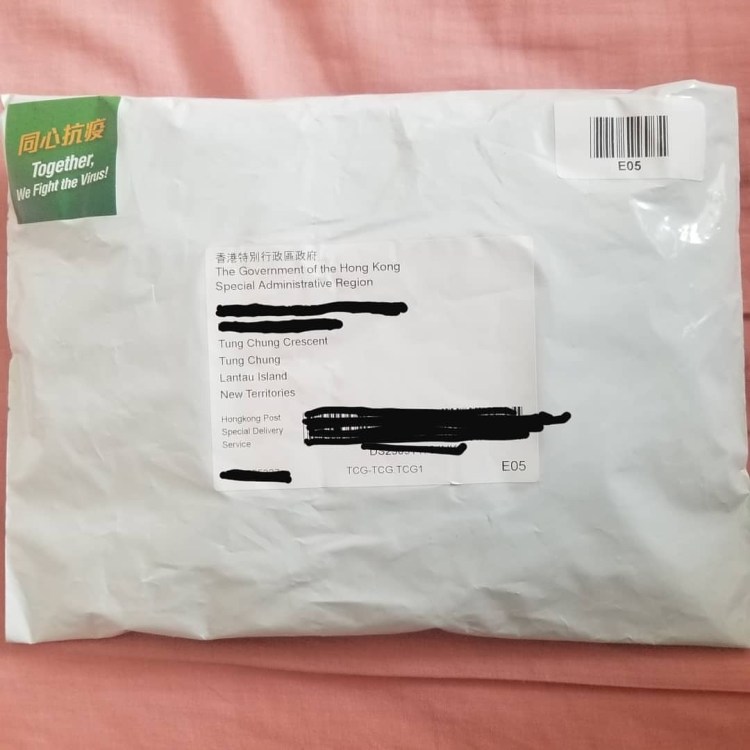 同心抗疫
Together,
We Fight the Virus!
E05
香港特別行政區政府
The Government of the Hong Kong
Special Administrative Region
Tung Chung Crescent
Tung Chung
Lantau Island
New Territories
Hongkong Post
Special Delivery
Service
TCG-TCG TCG1
E05